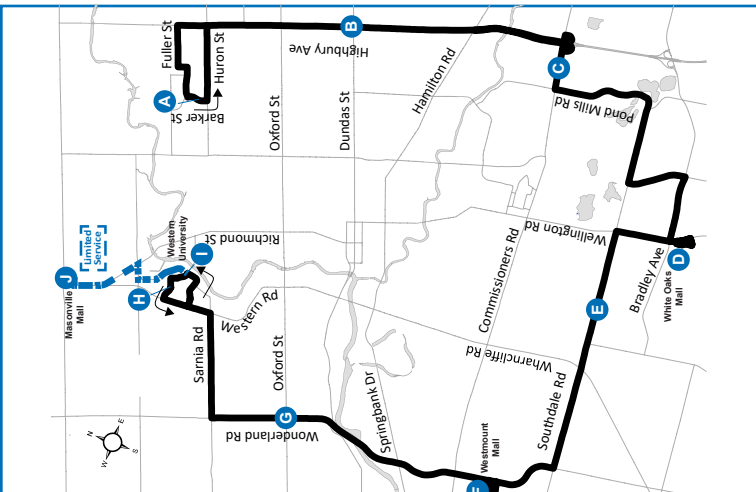 Fuller St
Huron St
B
Highbury Ave
A
Barker St
Oxford St
Dundas St
Hamilton Rd
C
Pond Mills Rd
J
Masonville
Mall
Limited
Service
Western
University
I
Richmond St
H
Western Rd
Sarnia Rd
Oxford St
Wellington Rd
Commissioners Rd
Bradley Ave
D
White Oaks
Mall
E
Wharncliffe Rd
Southdale Rd
Springbank Dr
G
Wonderland Rd
Westmount
Mall
F
N
E
S
W